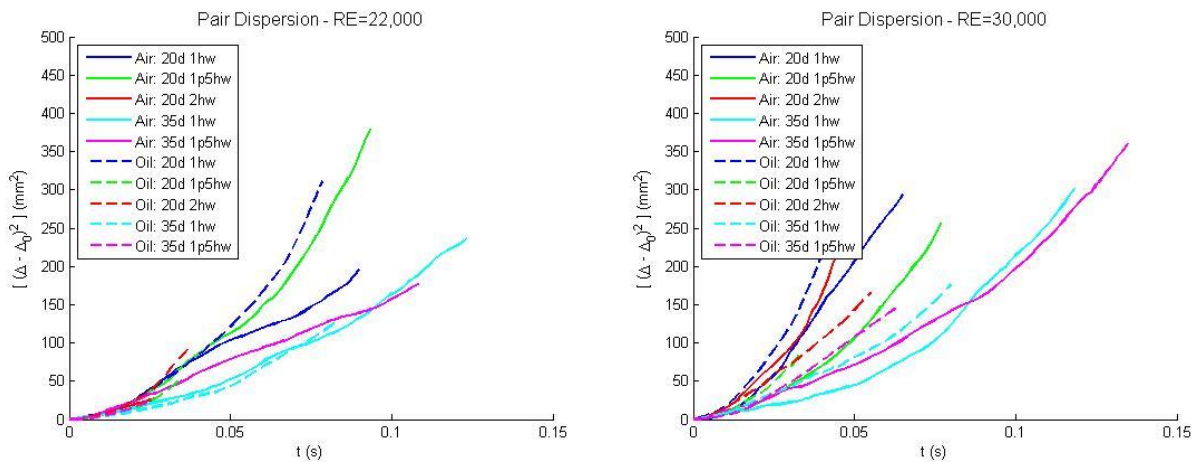 Pair Dispersion - RE=22,000
[ (Δ - Δ₀)² ] (mm²)
500
450
400
350
300
250
200
150
100
50
0
Air: 20d 1hw
Air: 20d 1p5hw
Air: 20d 2hw
Air: 35d 1hw
Air: 35d 1p5hw
Oil: 20d 1hw
Oil: 20d 1p5hw
Oil: 20d 2hw
Oil: 35d 1hw
Oil: 35d 1p5hw
0
0.05
0.1
0.15
t (s)
Pair Dispersion - RE=30,000
[ (Δ - Δ₀)² ] (mm²)
500
450
400
350
300
250
200
150
100
50
0
Air: 20d 1hw
Air: 20d 1p5hw
Air: 20d 2hw
Air: 35d 1hw
Air: 35d 1p5hw
Oil: 20d 1hw
Oil: 20d 1p5hw
Oil: 20d 2hw
Oil: 35d 1hw
Oil: 35d 1p5hw
0
0.05
0.1
0.15
t (s)